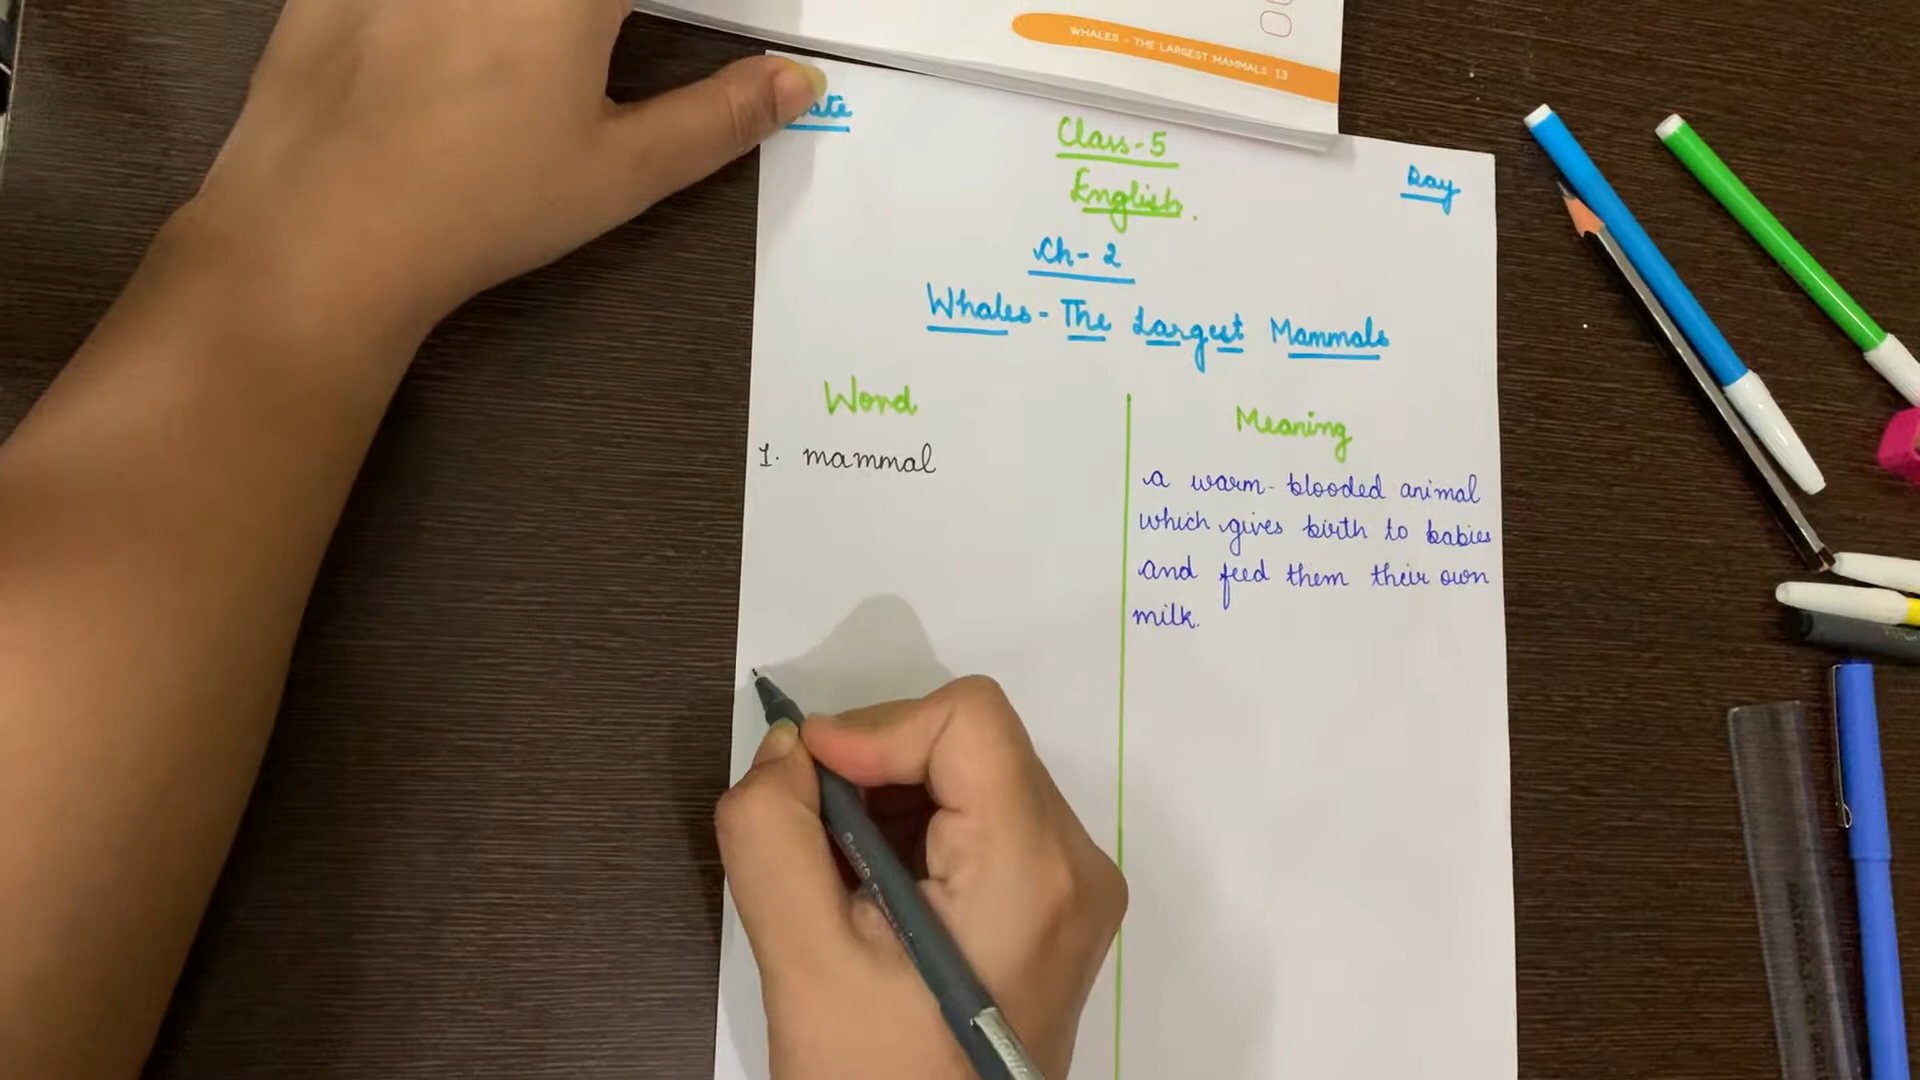 WHALES - THE LARGEST MAMMALS 13
Class-5
English.
Day
Ch- 2
Whales - The Largest Mammals
Word
Meaning
1. mammal
a warm-blooded animal
which gives birth to babies
and feed them their own
milk.